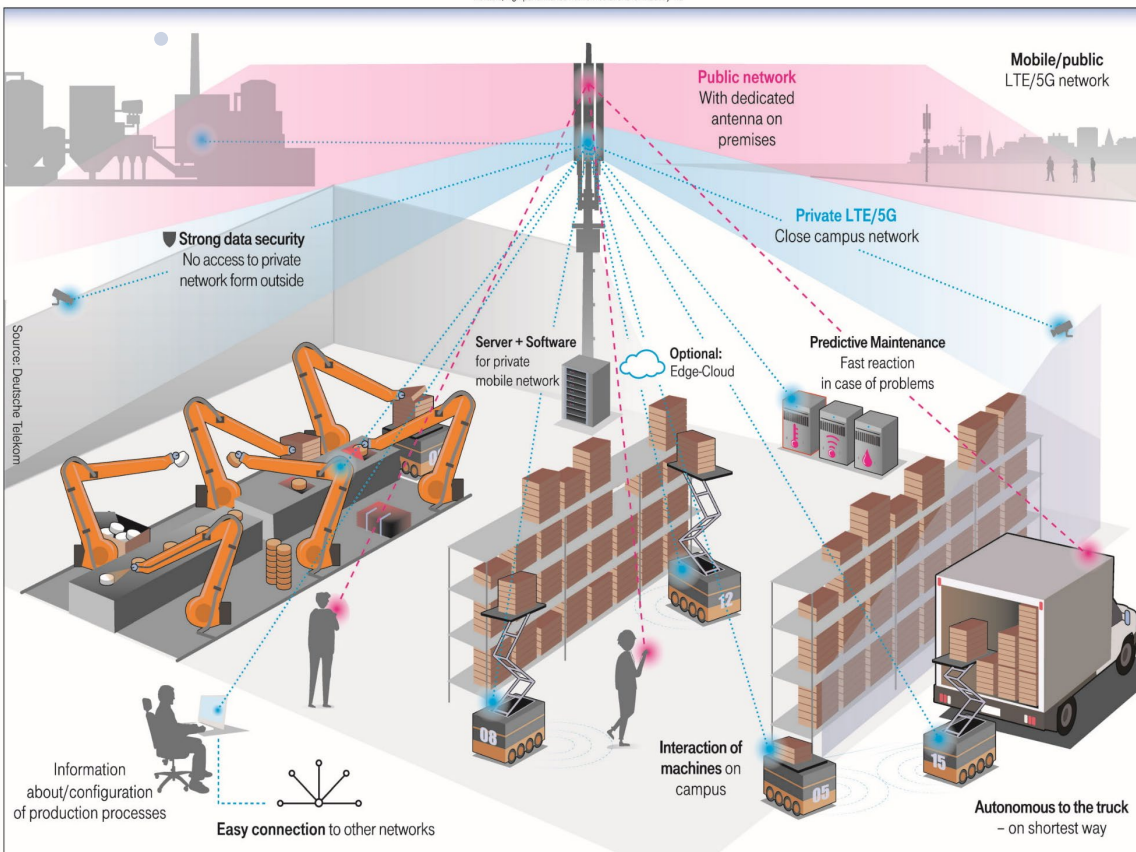 Mobile/public
LTE/5G network
Public network
With dedicated
antenna on
premises
Private LTE/5G
Close campus network
Strong data security
No access to private
network form outside
Source: Deutsche Telekom
Server + Software
for private
mobile network
Optional:
Edge-Cloud
Predictive Maintenance
Fast reaction
in case of problems
12
08
05
15
Interaction of
machines on
campus
Information
about/configuration
of production processes
Easy connection to other networks
Autonomous to the truck
– on shortest way